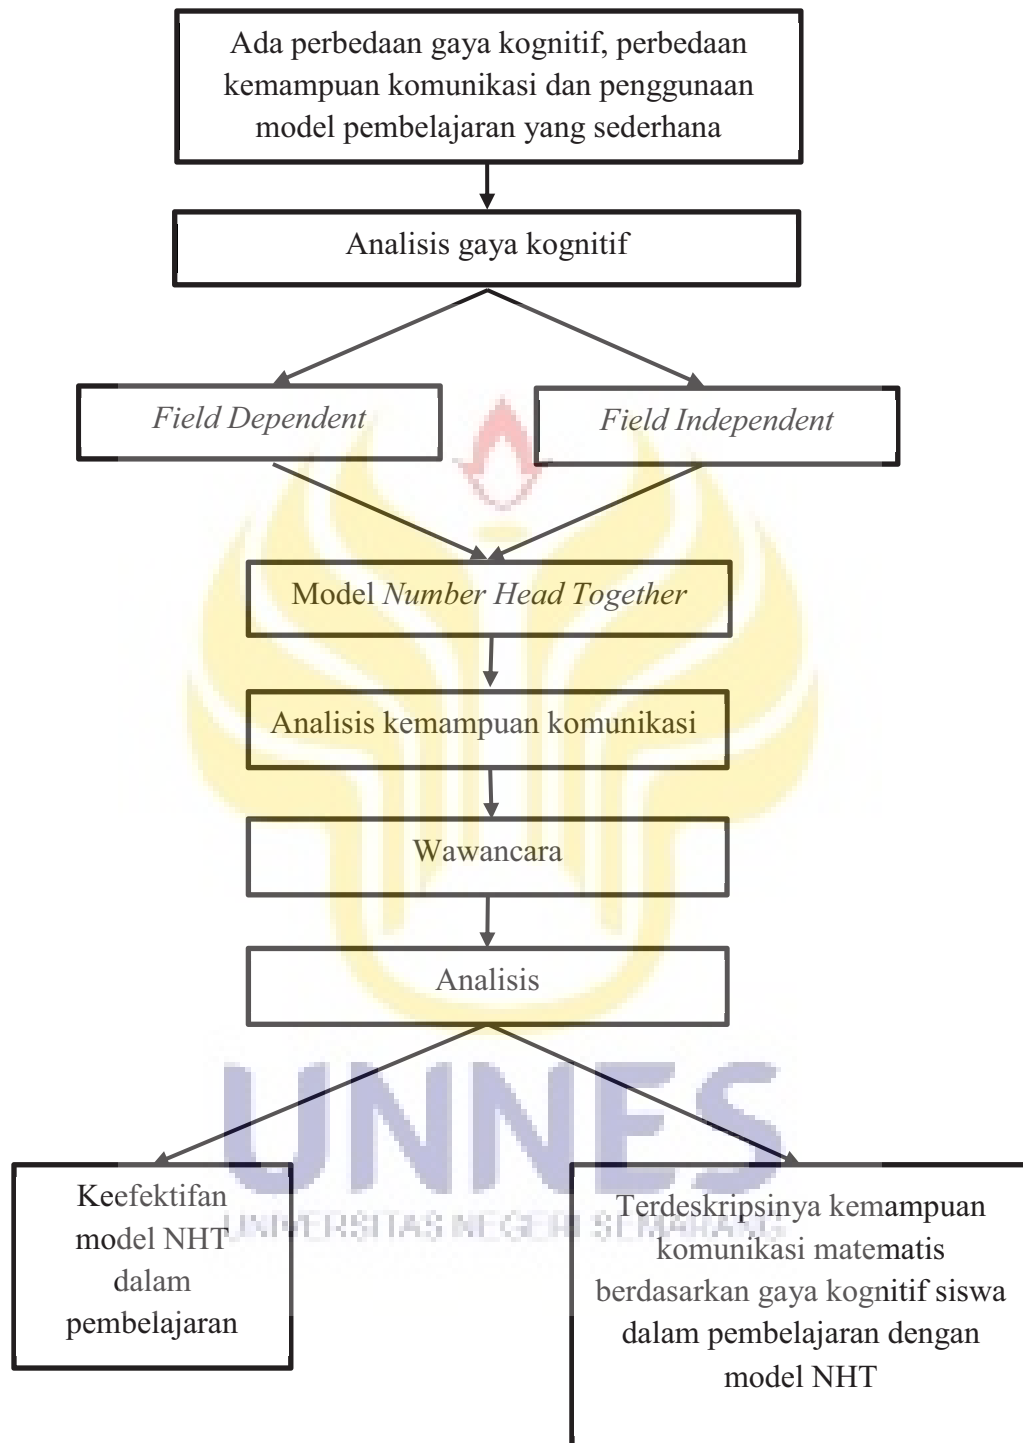 Ada perbedaan gaya kognitif, perbedaan
kemampuan komunikasi dan penggunaan
model pembelajaran yang sederhana
Analisis gaya kognitif
Field Dependent
Field Independent
Model Number Head Together
Analisis kemampuan komunikasi
Wawancara
Analisis
UNNES
UNIVERSITAS NEGERI SEMARANG
Keefektifan
model NHT
dalam
pembelajaran
Terdeskripsinya kemampuan
komunikasi matematis
berdasarkan gaya kognitif siswa
dalam pembelajaran dengan
model NHT